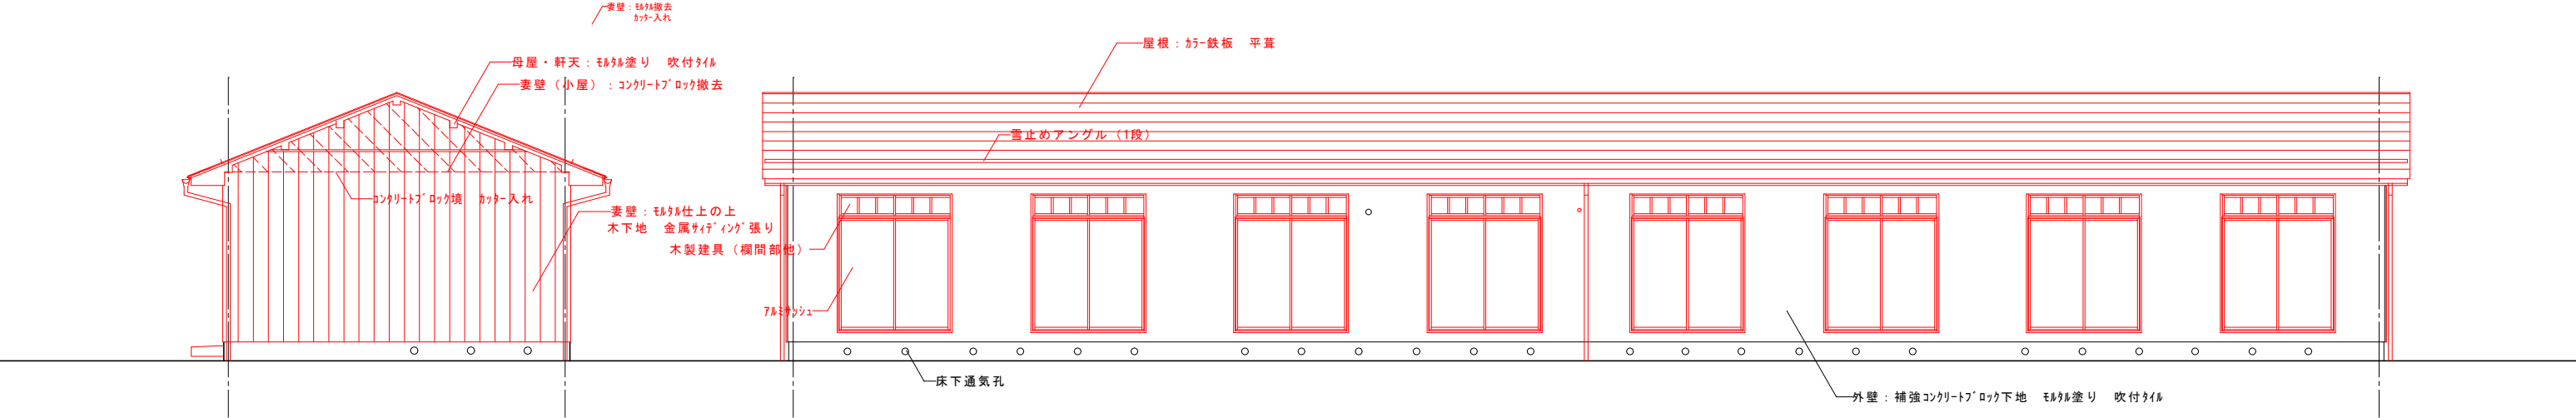 妻壁：ﾓﾙﾀﾙ撤去
ｶｯﾀｰ入れ
屋根：ｶﾗｰ鉄板　平葺
母屋・軒天：ﾓﾙﾀﾙ塗り　吹付ﾀｲﾙ
妻壁（小屋）：ｺﾝｸﾘｰﾄﾌﾞﾛｯｸ撤去
雪止めアングル（1段）
ｺﾝｸﾘｰﾄﾌﾞﾛｯｸ境　ｶｯﾀｰ入れ
妻壁：ﾓﾙﾀﾙ仕上の上
木下地　金属ｻｲﾃﾞｨﾝｸﾞ張り
木製建具（欄間部他）
ｱﾙﾐｻｯｼｭ
床下通気孔
外壁：補強ｺﾝｸﾘｰﾄﾌﾞﾛｯｸ下地　ﾓﾙﾀﾙ塗り　吹付ﾀｲﾙ